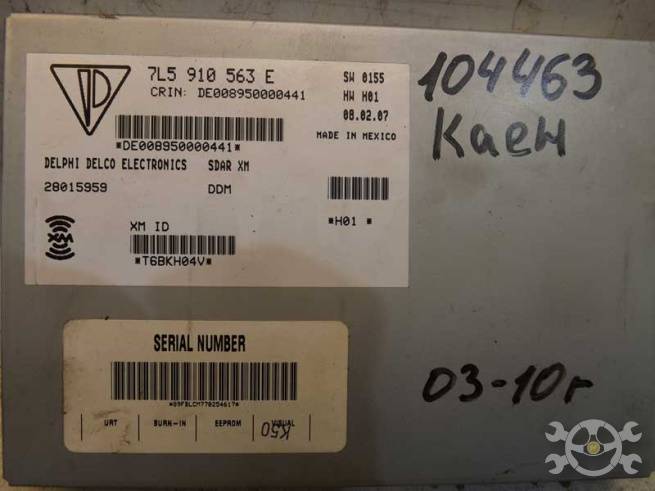 7L5 910 563 E
CRIN: DE008950000441
SW 0155
HW H01
08.02.07
MADE IN MEXICO
*DE008950000441*
DELPHI DELCO ELECTRONICS SDAR XM
28015959 DDM
*H01 *
XM ID
*T6BKH04V*
XM
104463
Каен
SERIAL NUMBER
URT BURN-IN EEPROM VISUAL
K50
03-10г